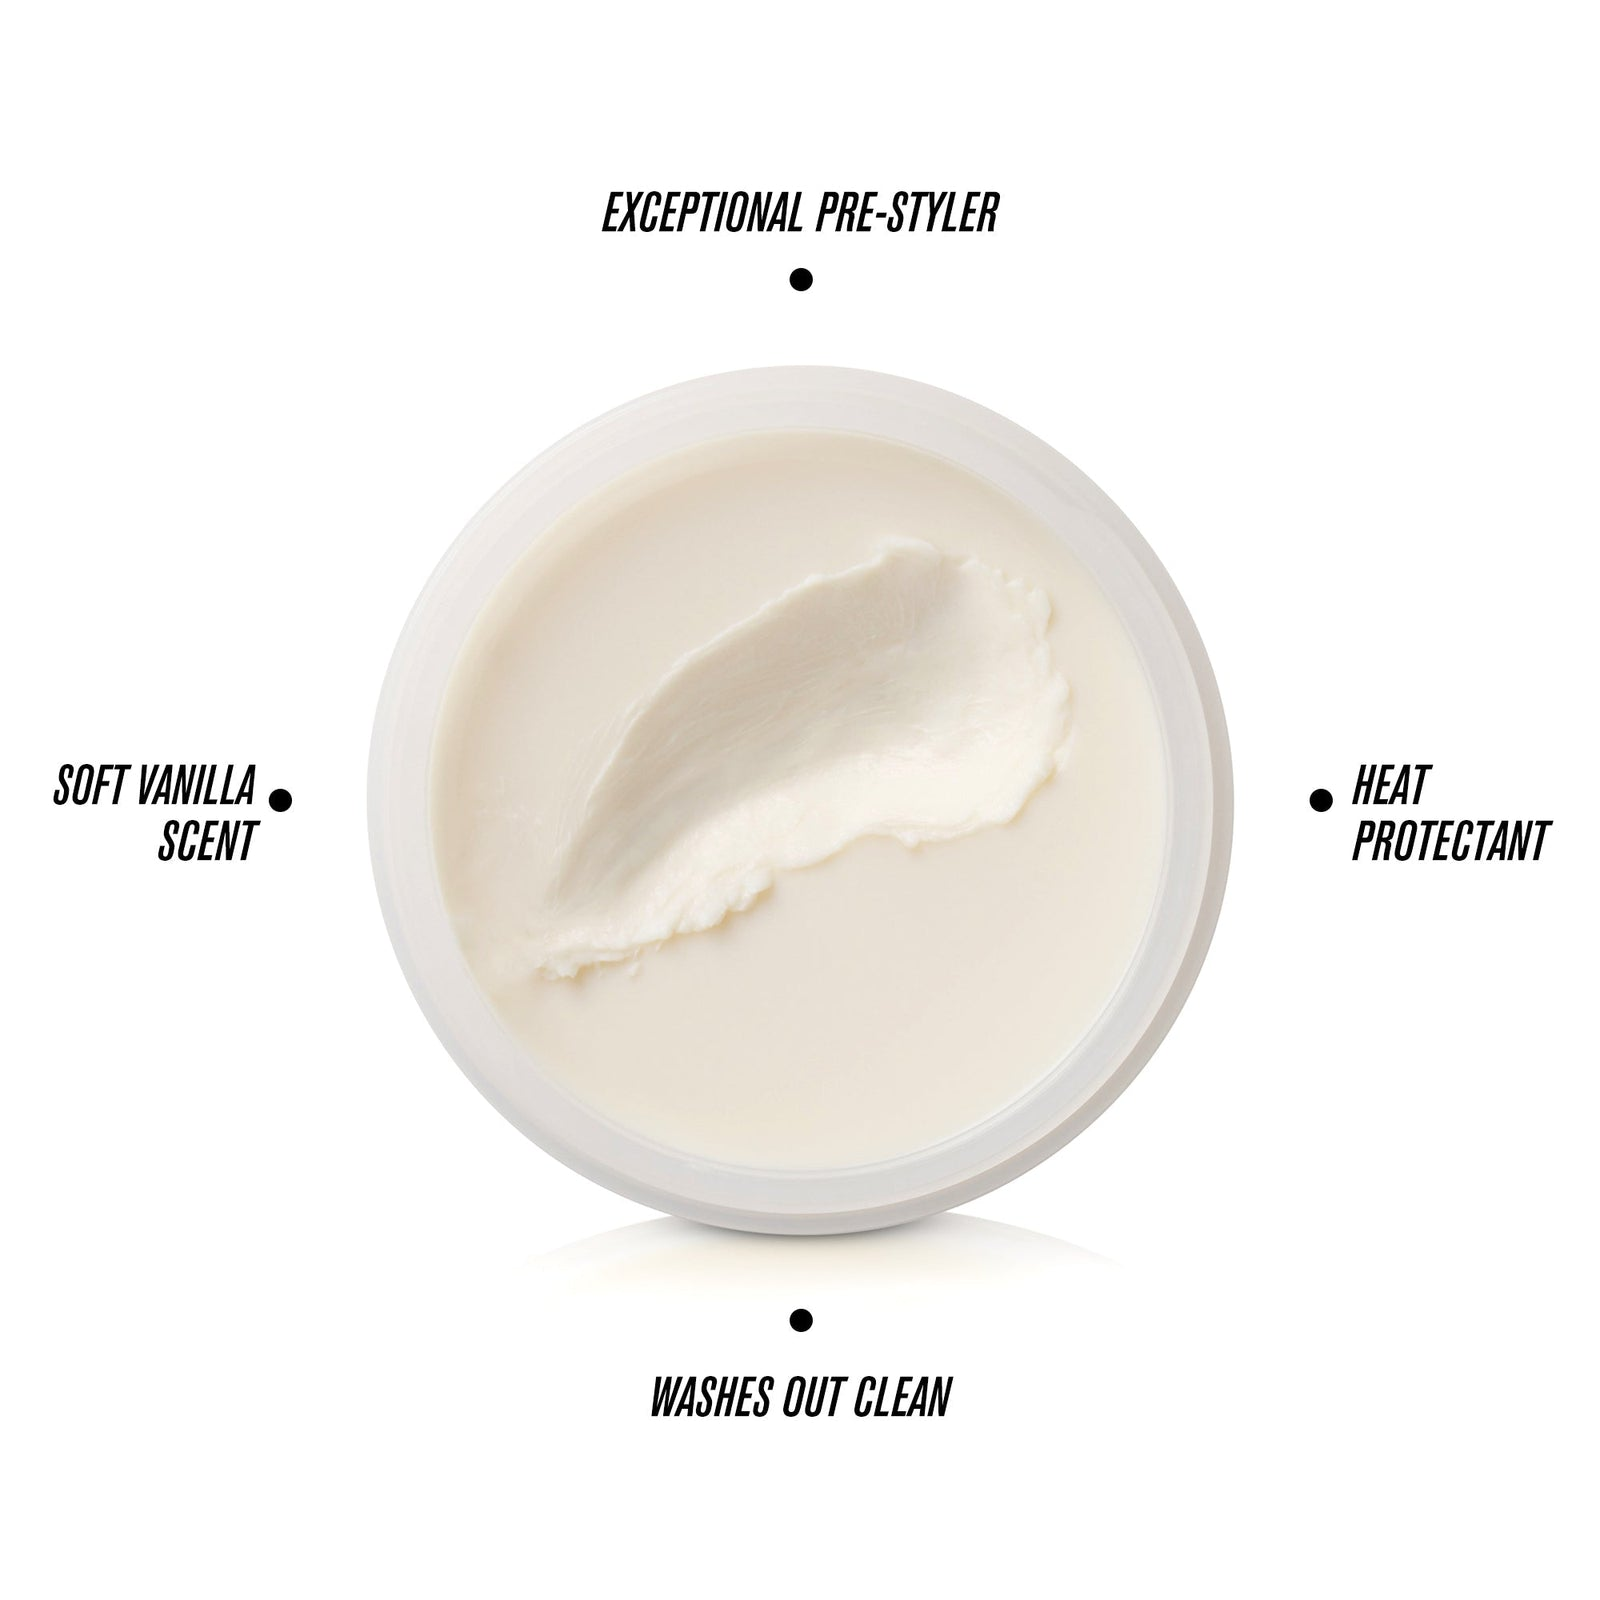 EXCEPTIONAL PRE-STYLER
SOFT VANILLA
SCENT
HEAT
PROTECTANT
WASHES OUT CLEAN